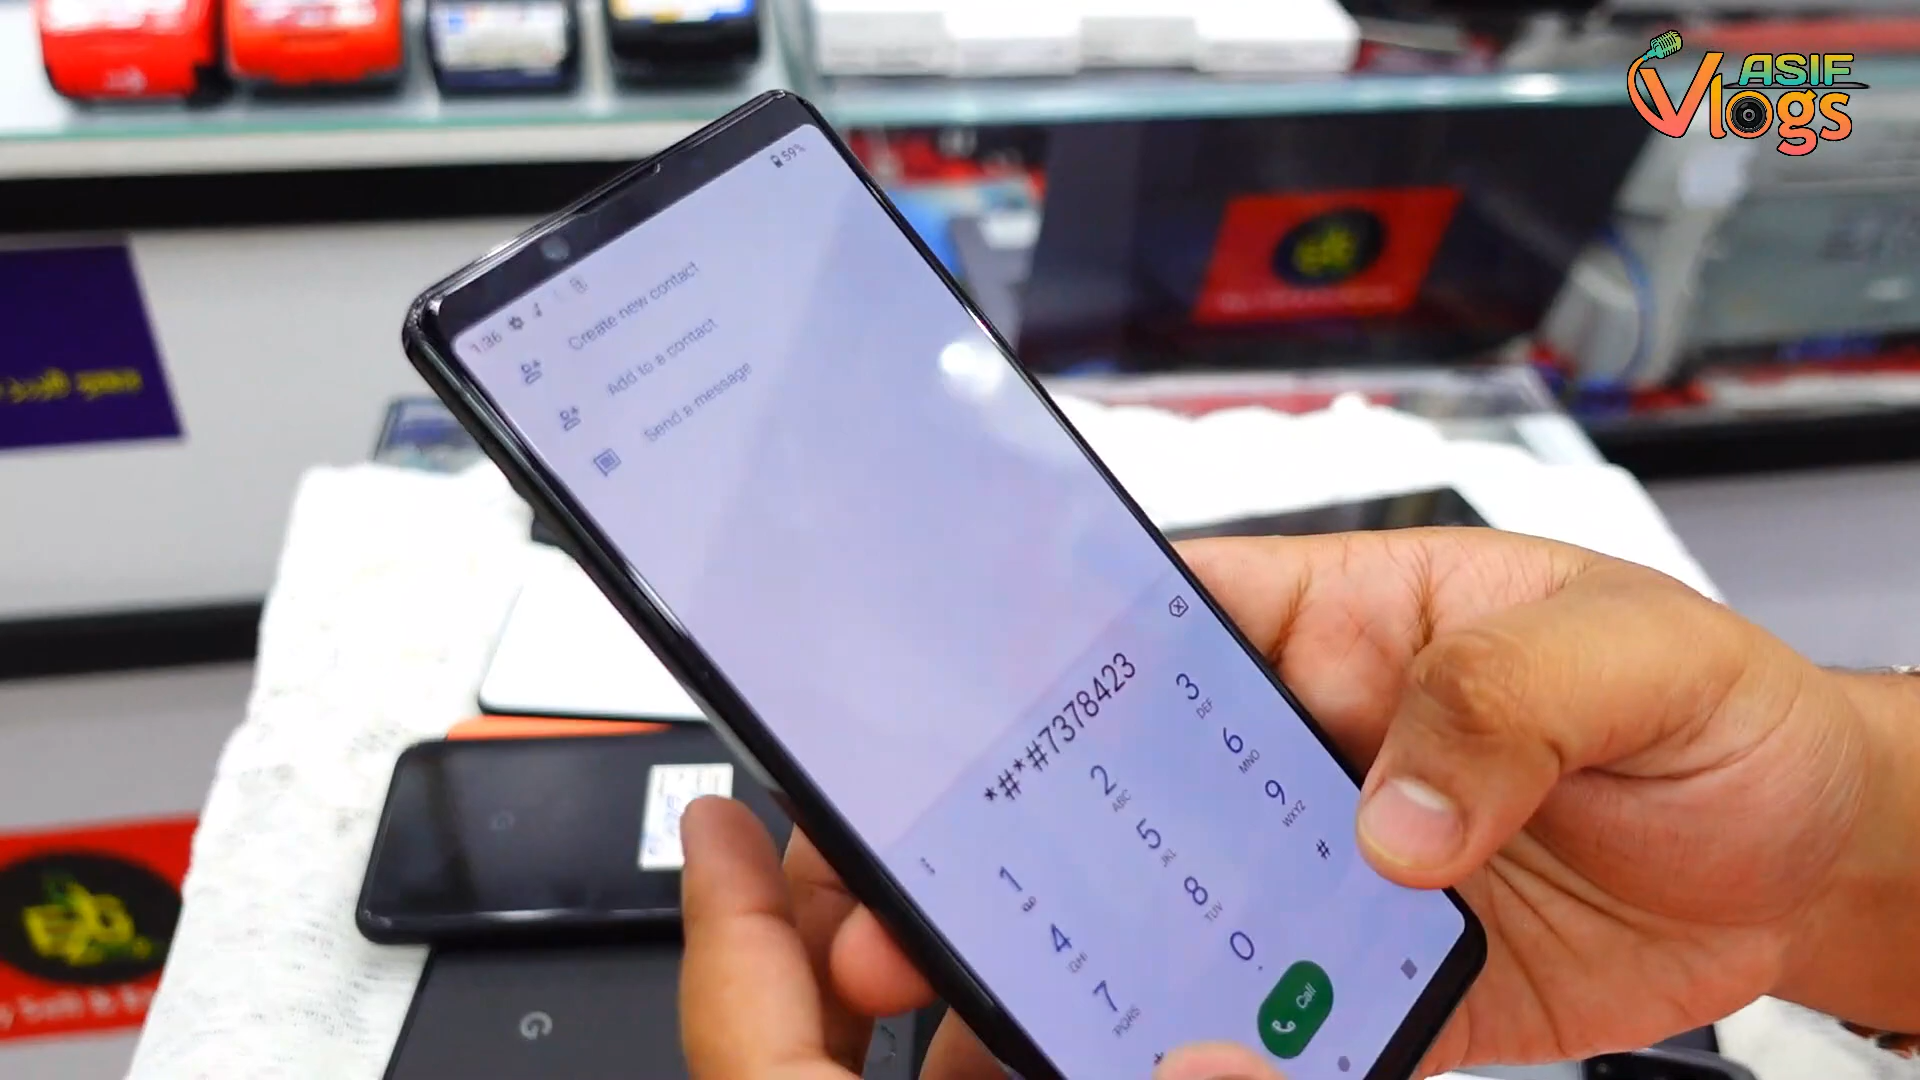 ASIF
Vlogs
1:36
59%
Create new contact
Add to a contact
Send a message
*#*#7378423
1
2
ABC
3
DEF
4
GHI
5
JKL
6
MNO
7
PQRS
8
TUV
9
WXYZ
*
0
#
Call
G